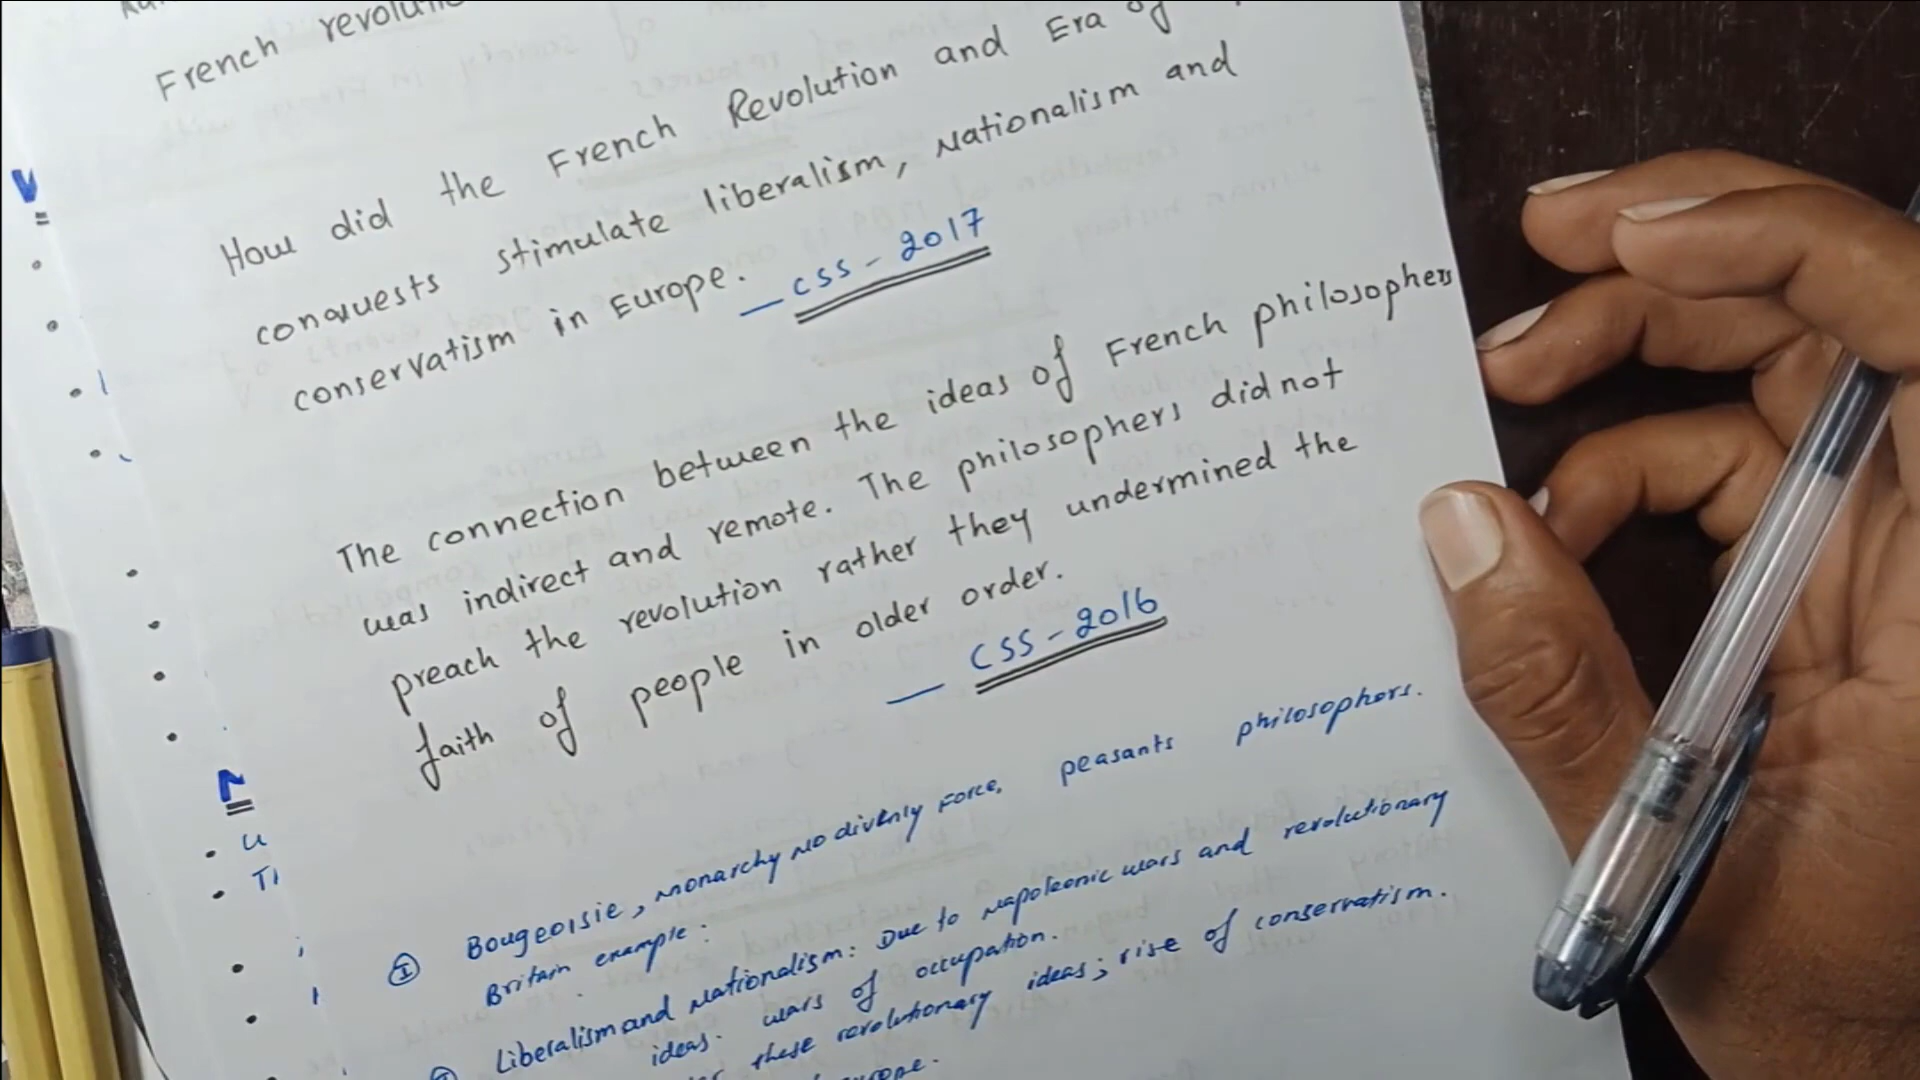 French
How did the French Revolution and Era of
conquests stimulate liberalism, Nationalism and
conservatism in Europe. _ CSS - 2017
The connection between the ideas of French philosophers
was indirect and remote. The philosophers did not
preach the revolution rather they undermined the
faith of people in older order.
_ CSS - 2016
I Bougeoisie, Monarchy No divinly Force, peasants philosophers.
Britain example:
Liberalism and Nationalism: Due to Napoleonic wars and revolutionary
ideas. wars of occupation.
these revolutionary ideas; rise of conservatism.